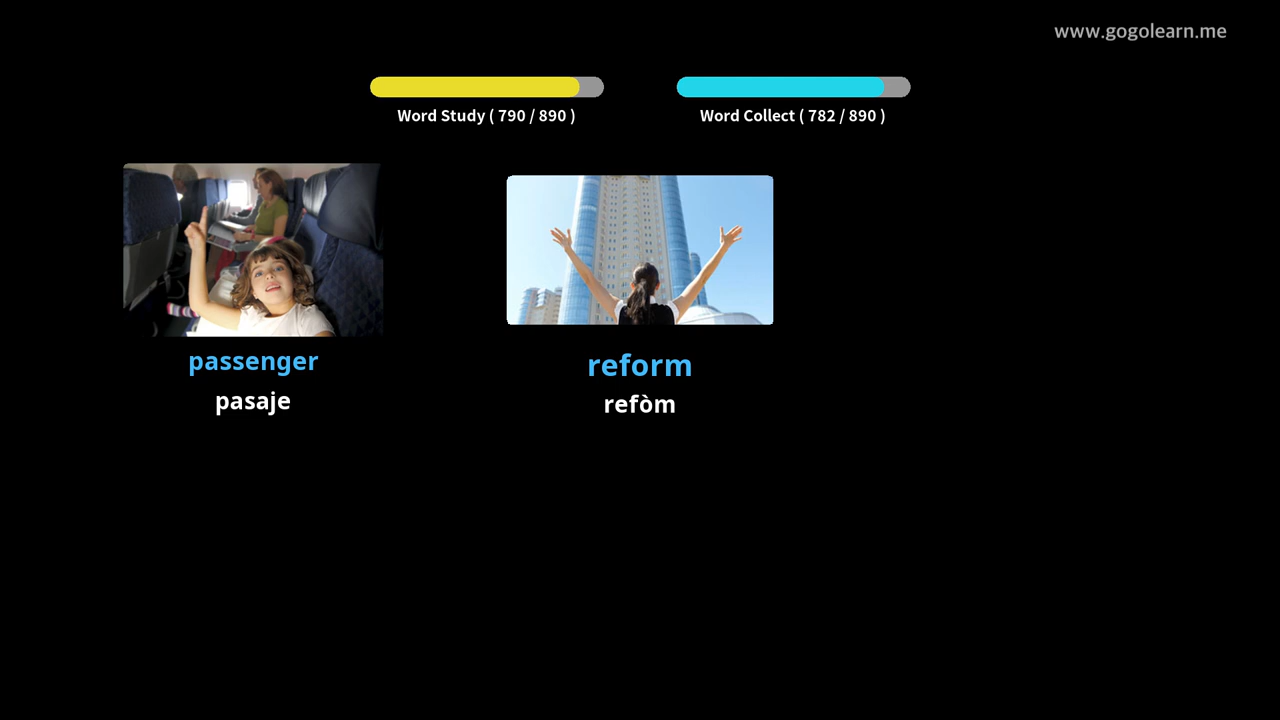 www.gogolearn.me
Word Study ( 790 / 890 )
Word Collect ( 782 / 890 )
passenger
pasaje
reform
refòm